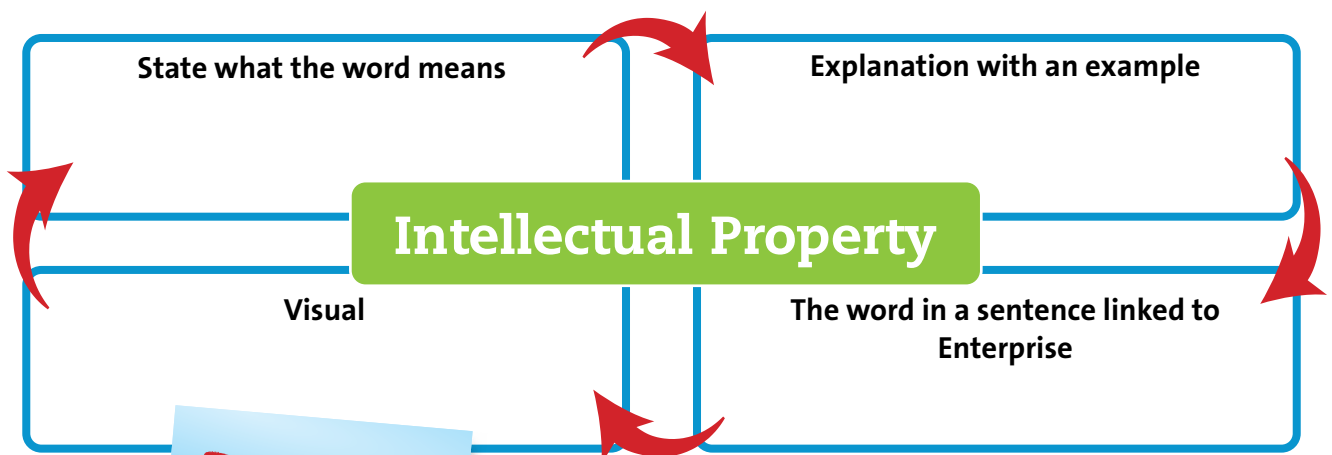 State what the word means
Explanation with an example
Intellectual Property
Visual
The word in a sentence linked to
Enterprise